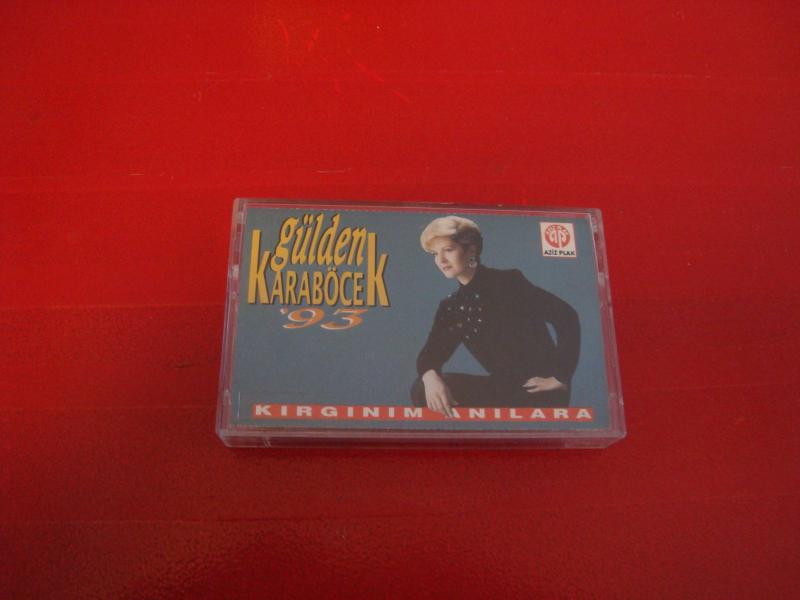 gülden
KARABÖCEK
'93
AZİZ PLAK
KIRGINIM ANILARA